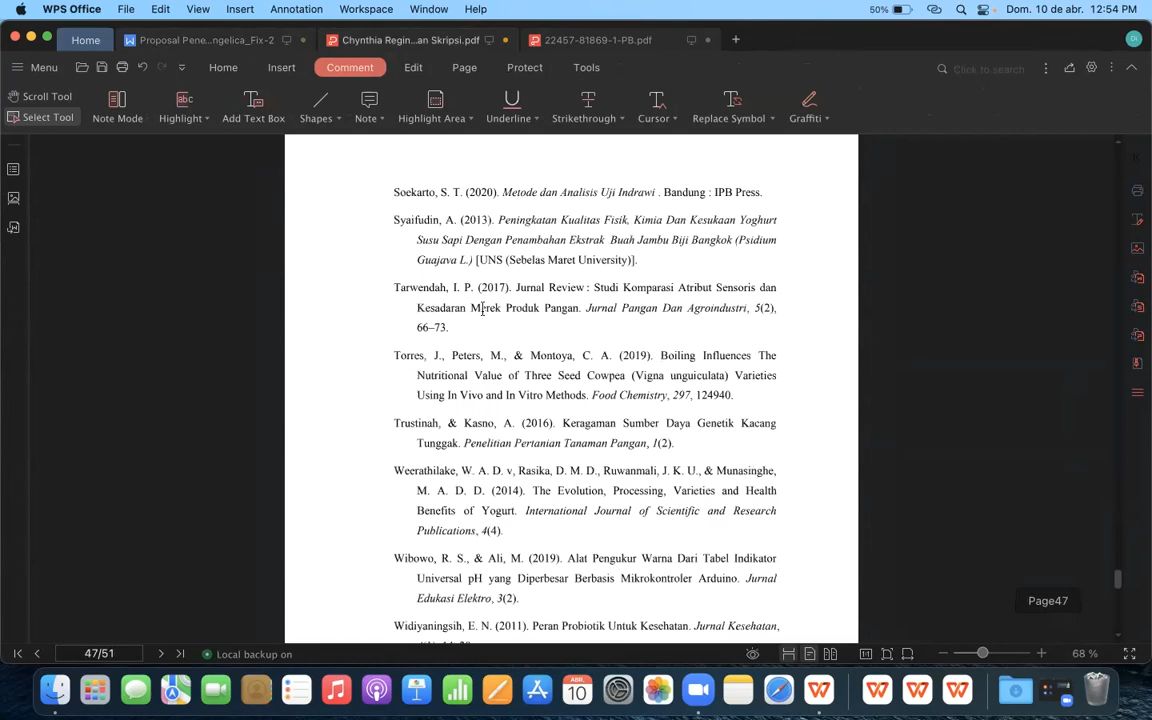 WPS Office File Edit View Insert Annotation Workspace Window Help 50% Dom. 10 de abr. 12:54 PM
Home Proposal Pene...ngelica_Fix-2 Chynthia Regin...an Skripsi.pdf 22457-81869-1-PB.pdf + Di
Menu Home Insert Comment Edit Page Protect Tools Click to search
Scroll Tool
Select Tool
Note Mode Highlight Add Text Box Shapes Note Highlight Area Underline Strikethrough Cursor Replace Symbol Graffiti
Soekarto, S. T. (2020). Metode dan Analisis Uji Indrawi . Bandung : IPB Press.
Syaifudin, A. (2013). Peningkatan Kualitas Fisik, Kimia Dan Kesukaan Yoghurt
Susu Sapi Dengan Penambahan Ekstrak Buah Jambu Biji Bangkok (Psidium
Guajava L.) [UNS (Sebelas Maret University)].
Tarwendah, I. P. (2017). Jurnal Review : Studi Komparasi Atribut Sensoris dan
Kesadaran Merek Produk Pangan. Jurnal Pangan Dan Agroindustri, 5(2),
66–73.
Torres, J., Peters, M., & Montoya, C. A. (2019). Boiling Influences The
Nutritional Value of Three Seed Cowpea (Vigna unguiculata) Varieties
Using In Vivo and In Vitro Methods. Food Chemistry, 297, 124940.
Trustinah, & Kasno, A. (2016). Keragaman Sumber Daya Genetik Kacang
Tunggak. Penelitian Pertanian Tanaman Pangan, 1(2).
Weerathilake, W. A. D. v, Rasika, D. M. D., Ruwanmali, J. K. U., & Munasinghe,
M. A. D. D. (2014). The Evolution, Processing, Varieties and Health
Benefits of Yogurt. International Journal of Scientific and Research
Publications, 4(4).
Wibowo, R. S., & Ali, M. (2019). Alat Pengukur Warna Dari Tabel Indikator
Universal pH yang Diperbesar Berbasis Mikrokontroler Arduino. Jurnal
Edukasi Elektro, 3(2).
Widiyaningsih, E. N. (2011). Peran Probiotik Untuk Kesehatan. Jurnal Kesehatan,
Page47
47/51 Local backup on 68 %
ABR. 10